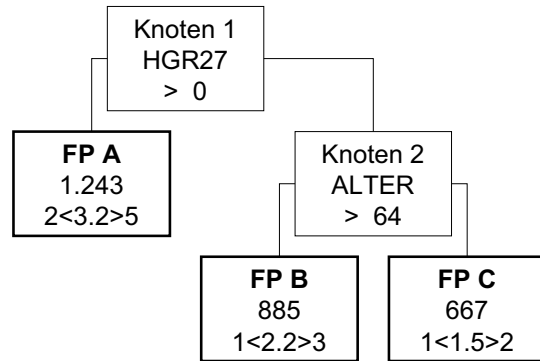 Knoten 1
HGR27
> 0
FP A
1.243
2<3.2>5
Knoten 2
ALTER
> 64
FP B
885
1<2.2>3
FP C
667
1<1.5>2